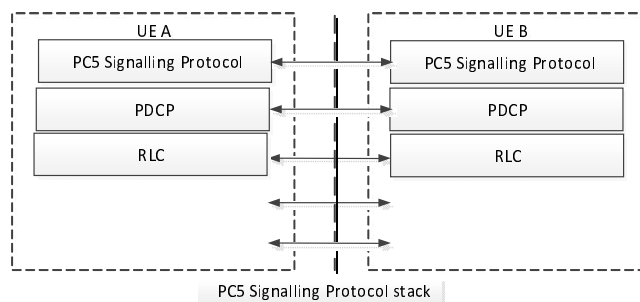 UE A
UE B
PC5 Signalling Protocol
PC5 Signalling Protocol
PDCP
PDCP
RLC
RLC
PC5 Signalling Protocol stack